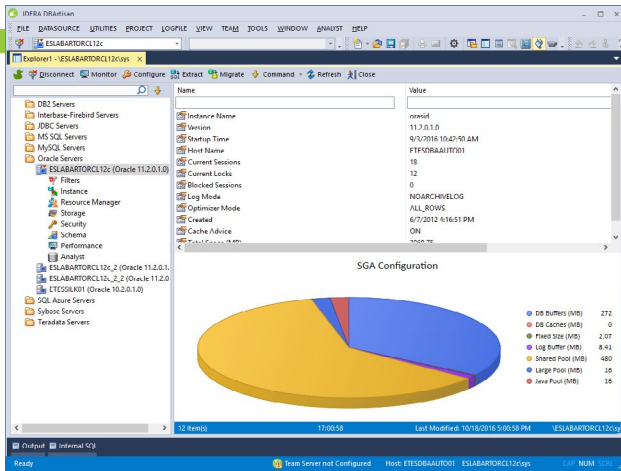 IDERA DBArtisan
FILE DATASOURCE UTILITIES PROJECT LOGFILE VIEW TEAM TOOLS WINDOW ANALYST HELP
ESLABARTORCL12c
Explorer1 - \ESLABARTORCL12c\sys
Disconnect Monitor Configure Extract Migrate Command Refresh Close
Name Value
DB2 Servers
Interbase-Firebird Servers
JDBC Servers
MS SQL Servers
MySQL Servers
Oracle Servers
ESLABARTORCL12c (Oracle 11.2.0.1.0)
Filters
Instance
Resource Manager
Storage
Security
Schema
Performance
Analyst
ESLABARTORCL12c_2 (Oracle 11.2.0.1.
ESLABARTORCL12c_2_2 (Oracle 11.2.0
ETESSILK01 (Oracle 10.2.0.1.0)
SQL Azure Servers
Sybase Servers
Teradata Servers
Instance Name orasid
Version 11.2.0.1.0
Startup Time 9/3/2016 10:42:50 AM
Host Name ETESDBAAUTO01
Current Sessions 18
Current Locks 12
Blocked Sessions 0
Log Mode NOARCHIVELOG
Optimizer Mode ALL_ROWS
Created 6/7/2012 4:16:51 PM
Cache Advice ON
Total Space (MB)
SGA Configuration
DB Buffers (MB) 272
DB Caches (MB) 0
Fixed Size (MB) 2.07
Log Buffer (MB) 8.41
Shared Pool (MB) 480
Large Pool (MB) 16
Java Pool (MB) 16
12 Item(s) 17:00:58 Last Modified: 10/18/2016 5:00:58 PM \ESLABARTORCL12c\sy
Output Internal SQL
Ready Team Server not Configured Host: ETESDBAAUTO01 ESLABARTORCL12c\sys CAP NUM SCRL